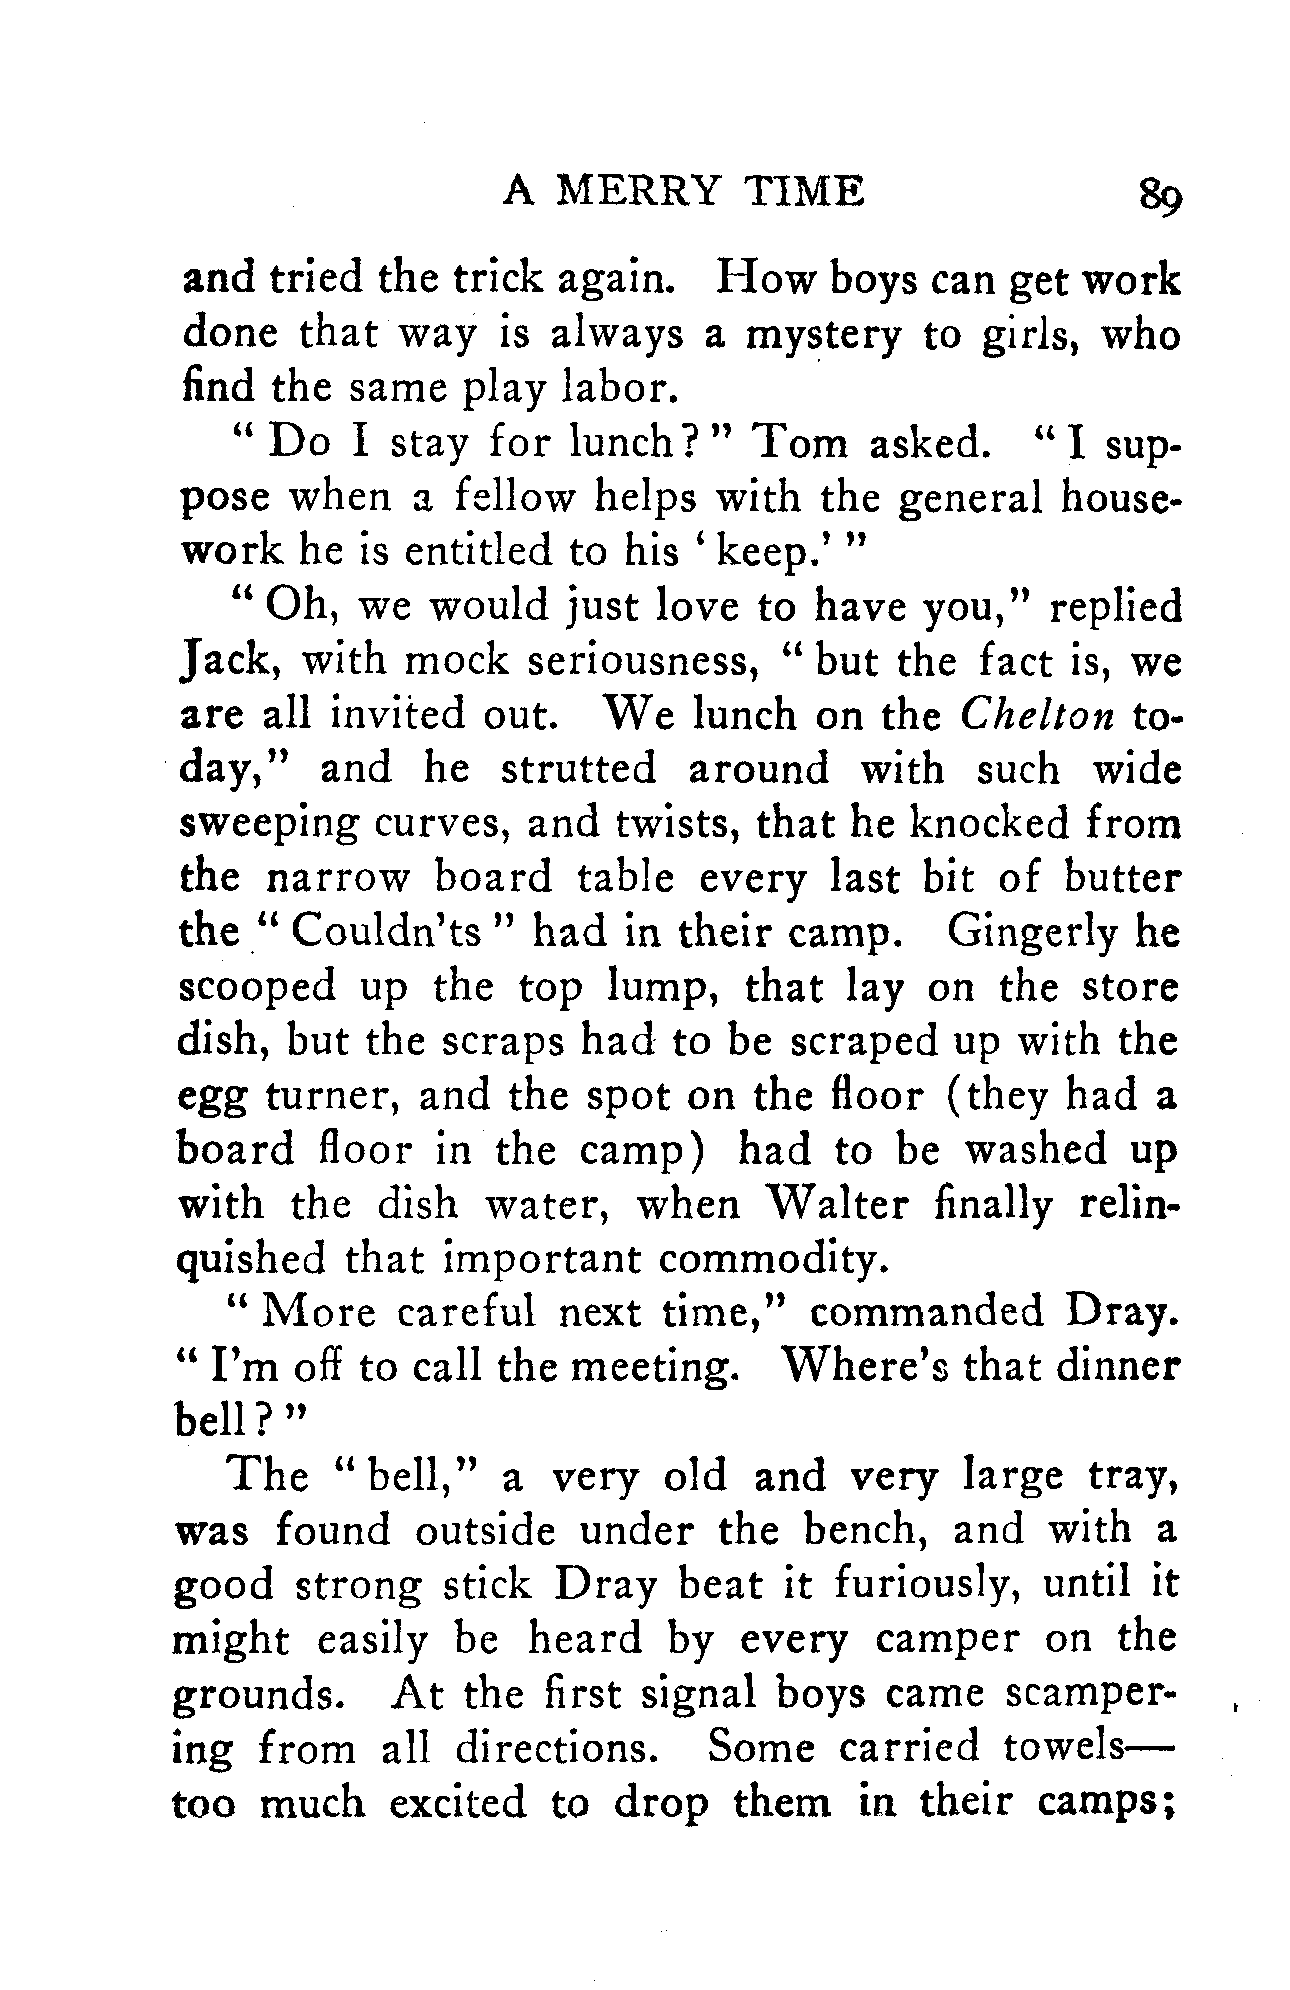 A MERRY TIME 89
and tried the trick again. How boys can get work
done that way is always a mystery to girls, who
find the same play labor.
" Do I stay for lunch? " Tom asked. " I sup-
pose when a fellow helps with the general house-
work he is entitled to his ' keep.' "
" Oh, we would just love to have you," replied
Jack, with mock seriousness, " but the fact is, we
are all invited out. We lunch on the Chelton to-
day," and he strutted around with such wide
sweeping curves, and twists, that he knocked from
the narrow board table every last bit of butter
the " Couldn'ts " had in their camp. Gingerly he
scooped up the top lump, that lay on the store
dish, but the scraps had to be scraped up with the
egg turner, and the spot on the floor (they had a
board floor in the camp) had to be washed up
with the dish water, when Walter finally relin-
quished that important commodity.
" More careful next time," commanded Dray.
" I'm off to call the meeting. Where's that dinner
bell? "
The " bell," a very old and very large tray,
was found outside under the bench, and with a
good strong stick Dray beat it furiously, until it
might easily be heard by every camper on the
grounds. At the first signal boys came scamper-
ing from all directions. Some carried towels—
too much excited to drop them in their camps;